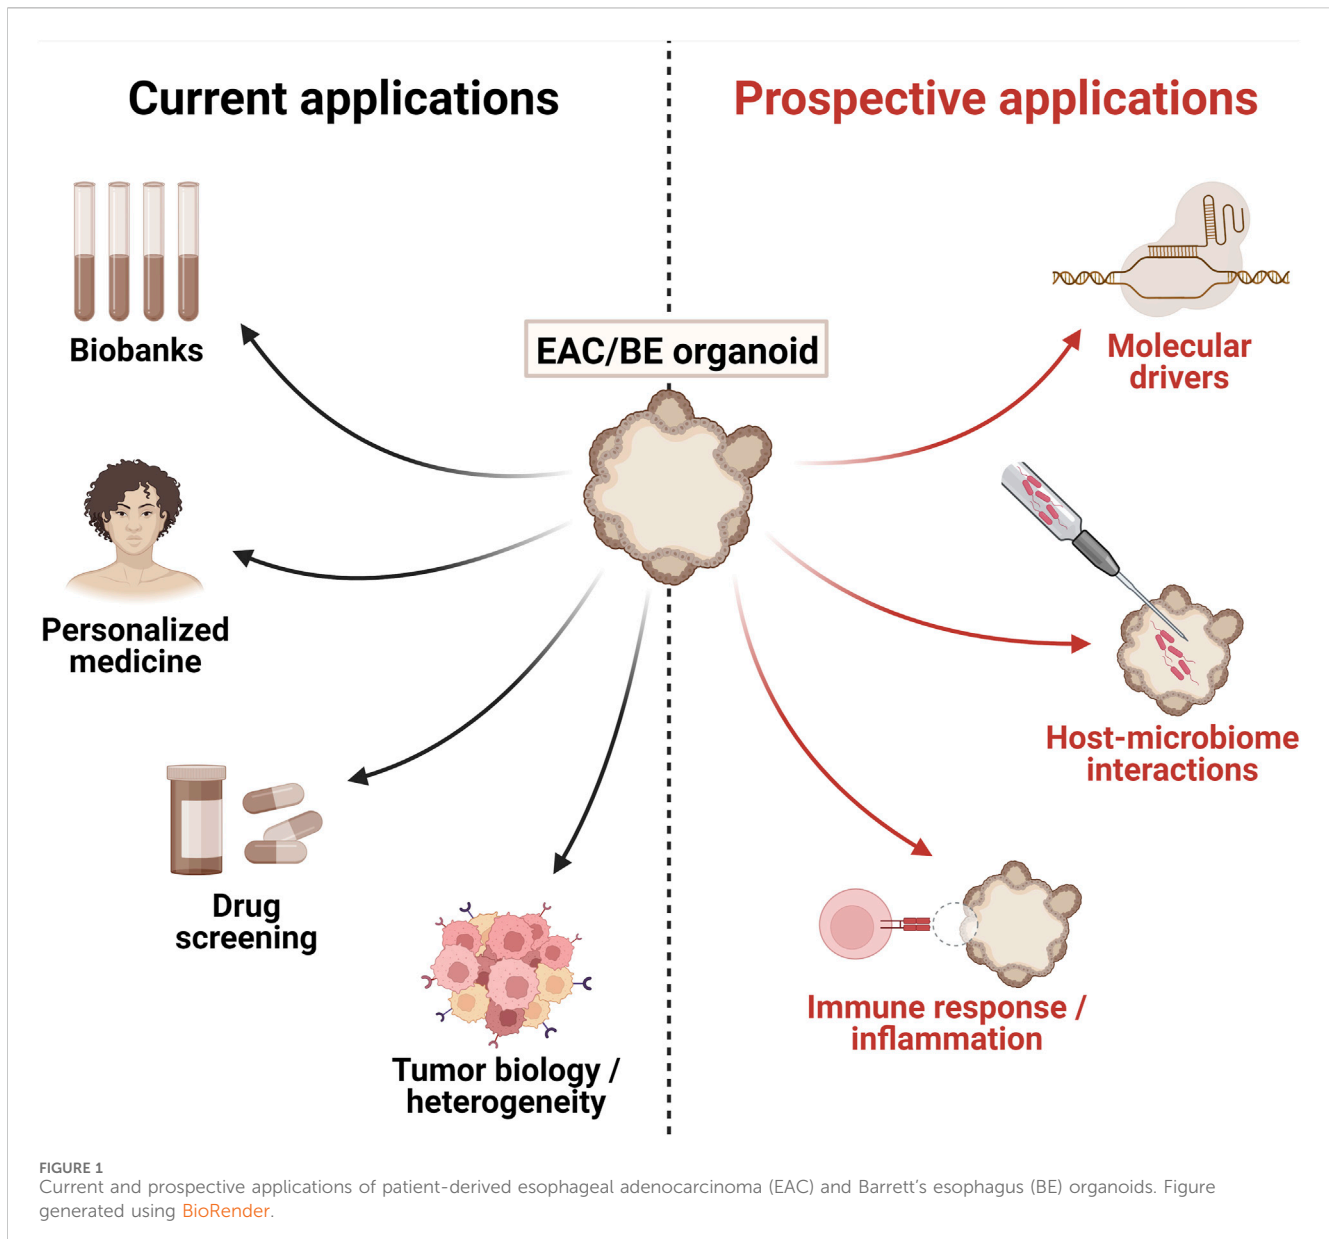 Current applications
Prospective applications
Biobanks
EAC/BE organoid
Molecular
drivers
Personalized
medicine
Host-microbiome
interactions
Drug
screening
Immune response /
inflammation
Tumor biology /
heterogeneity
FIGURE 1
Current and prospective applications of patient-derived esophageal adenocarcinoma (EAC) and Barrett’s esophagus (BE) organoids. Figure
generated using BioRender.